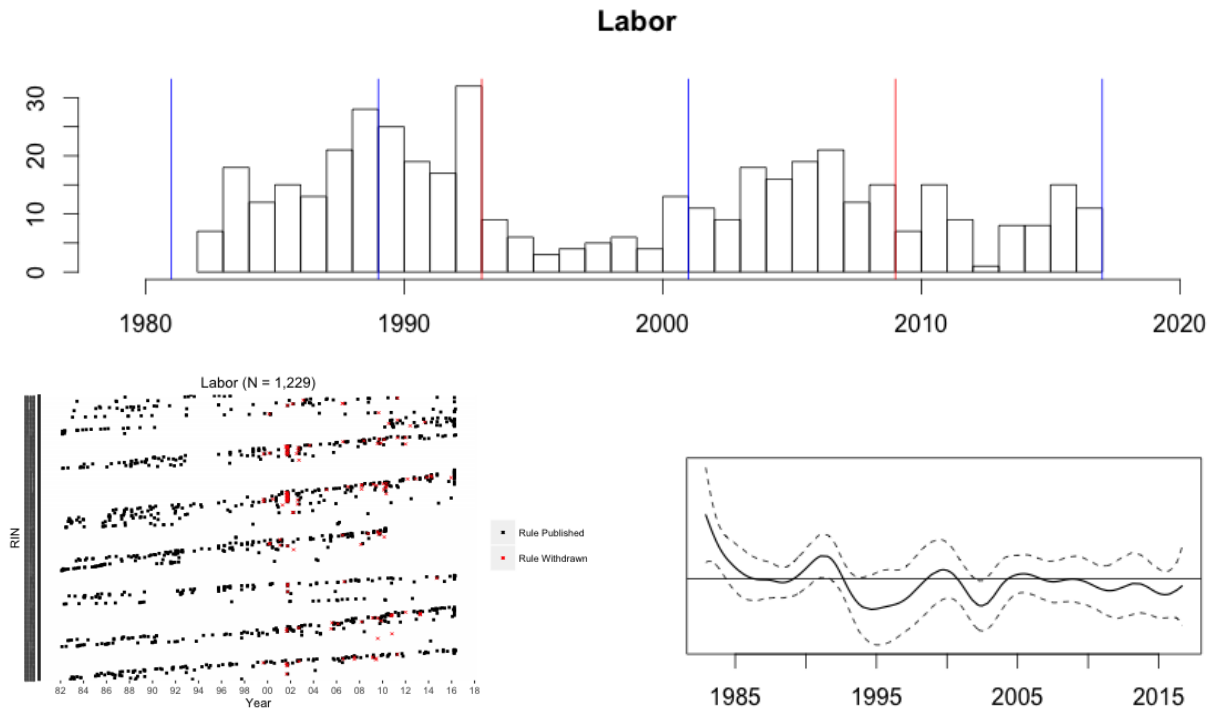 Labor
30
20
10
0
1980 1990 2000 2010 2020
Labor (N = 1,229)
RIN
Rule Published
Rule Withdrawn
82 84 86 88 90 92 94 96 98 00 02 04 06 08 10 12 14 16 18
Year
1985 1995 2005 2015